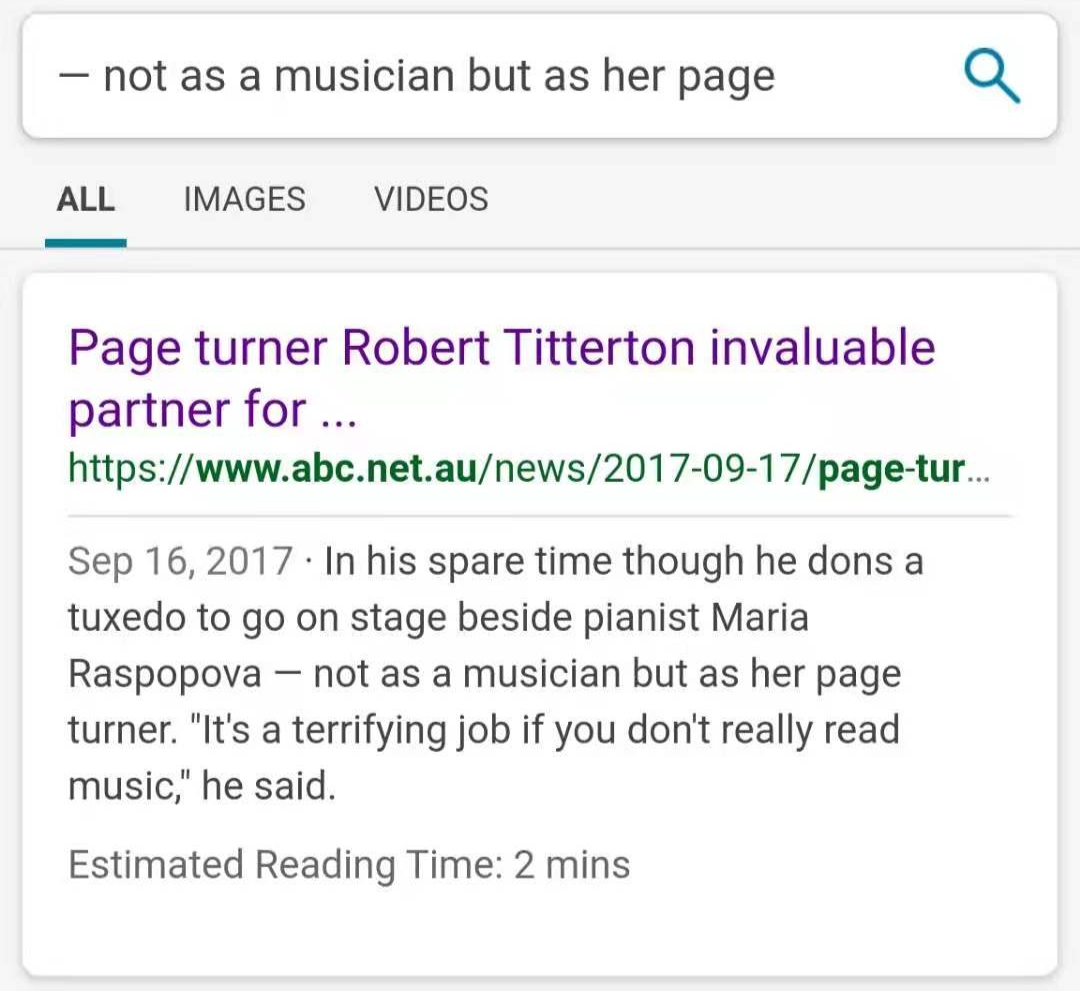 — not as a musician but as her page
ALL IMAGES VIDEOS
Page turner Robert Titterton invaluable
partner for ...
https://www.abc.net.au/news/2017-09-17/page-tur...
Sep 16, 2017 · In his spare time though he dons a
tuxedo to go on stage beside pianist Maria
Raspopova — not as a musician but as her page
turner. "It's a terrifying job if you don't really read
music," he said.
Estimated Reading Time: 2 mins